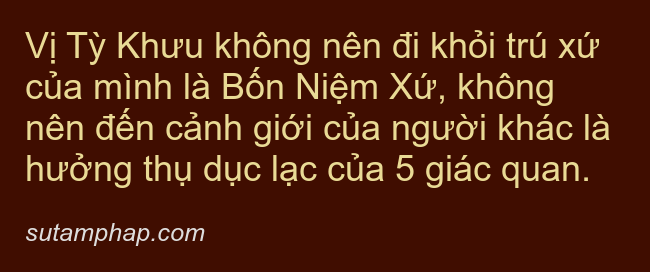 Vị Tỳ Khưu không nên đi khỏi trú xứ
của mình là Bốn Niệm Xứ, không
nên đến cảnh giới của người khác là
hưởng thụ dục lạc của 5 giác quan.
sutamphap.com